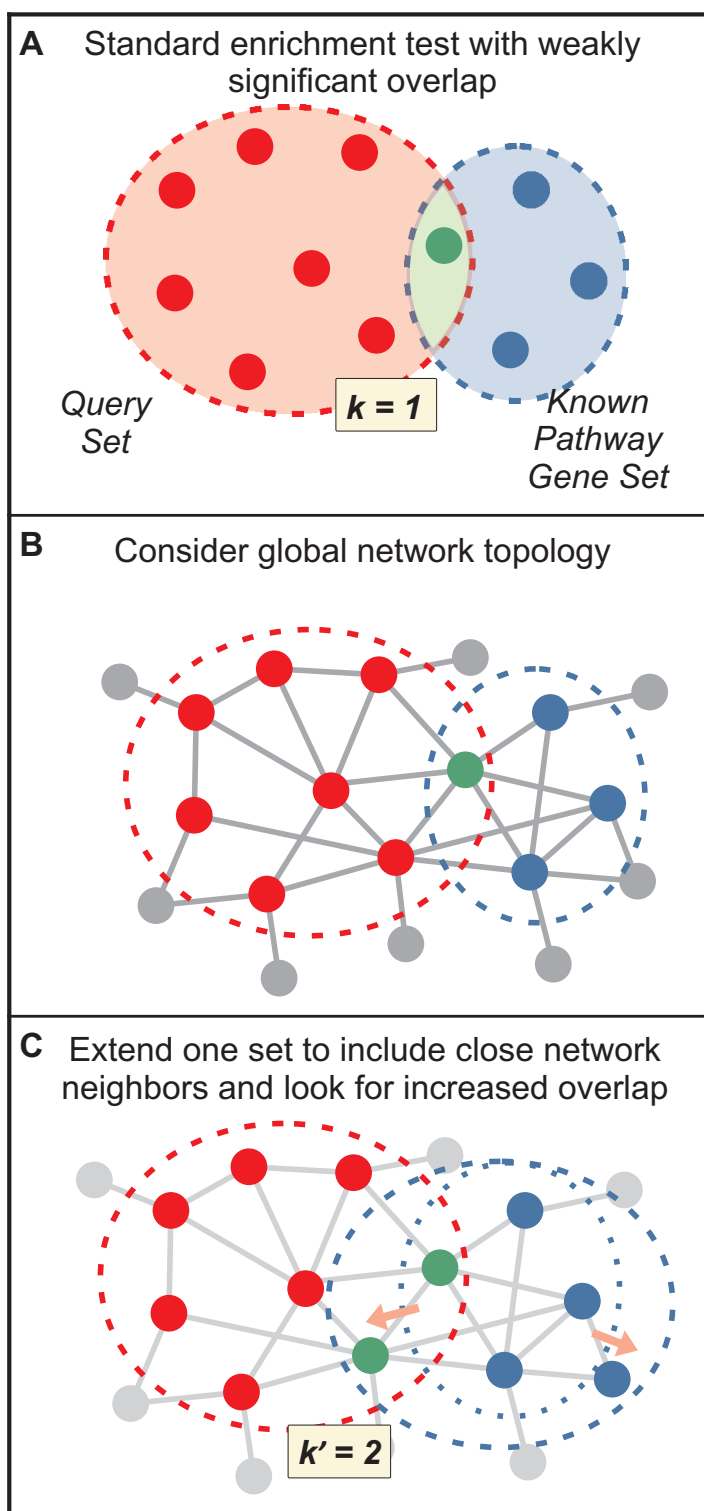 A Standard enrichment test with weakly
significant overlap
Query
Set
k = 1
Known
Pathway
Gene Set
B Consider global network topology
C Extend one set to include close network
neighbors and look for increased overlap
k’ = 2